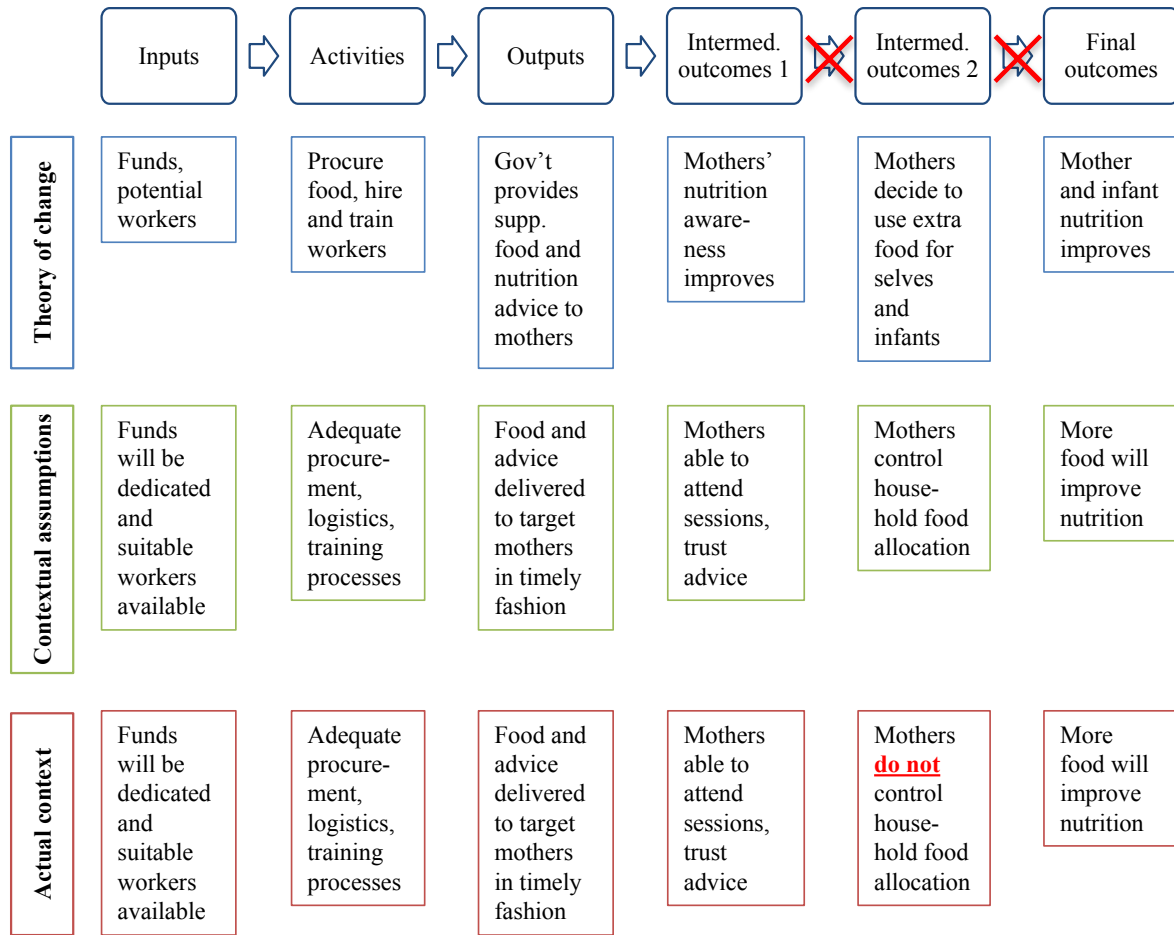 Inputs
Activities
Outputs
Intermed.
outcomes 1
Intermed.
outcomes 2
Final
outcomes
Theory of change
Funds,
potential
workers
Procure
food, hire
and train
workers
Gov’t
provides
supp.
food and
nutrition
advice to
mothers
Mothers’
nutrition
aware-
ness
improves
Mothers
decide to
use extra
food for
selves
and
infants
Mother
and infant
nutrition
improves
Contextual assumptions
Funds
will be
dedicated
and
suitable
workers
available
Adequate
procure-
ment,
logistics,
training
processes
Food and
advice
delivered
to target
mothers
in timely
fashion
Mothers
able to
attend
sessions,
trust
advice
Mothers
control
house-
hold food
allocation
More
food will
improve
nutrition
Actual context
Funds
will be
dedicated
and
suitable
workers
available
Adequate
procure-
ment,
logistics,
training
processes
Food and
advice
delivered
to target
mothers
in timely
fashion
Mothers
able to
attend
sessions,
trust
advice
Mothers
do not
control
house-
hold food
allocation
More
food will
improve
nutrition